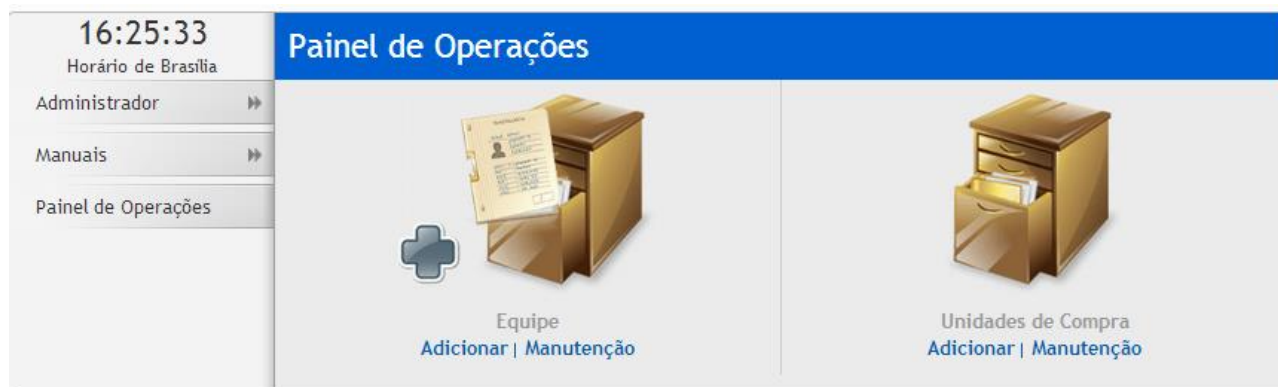 16:25:33
Horário de Brasília
Administrador
Manuais
Painel de Operações
Painel de Operações
Equipe
Adicionar | Manutenção
Unidades de Compra
Adicionar | Manutenção